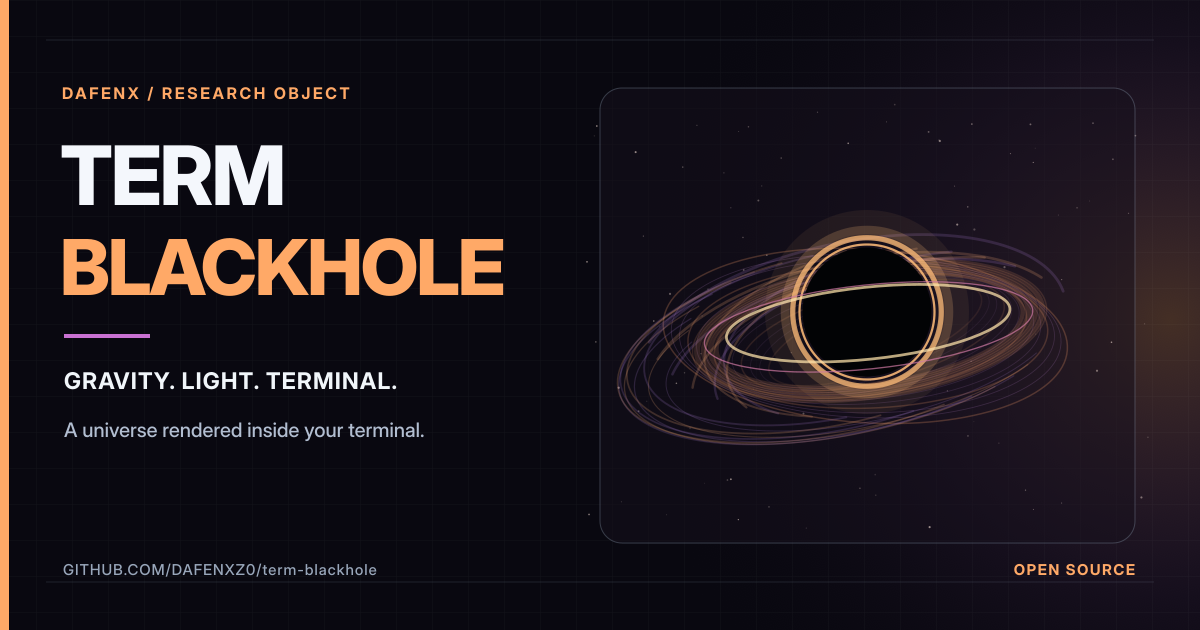 DAFENX / RESEARCH OBJECT
TERM
BLACKHOLE
GRAVITY. LIGHT. TERMINAL.
A universe rendered inside your terminal.
GITHUB.COM/DAFENXZ0/term-blackhole
OPEN SOURCE